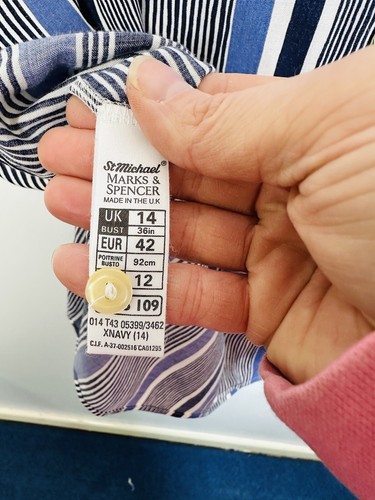 St Michael®
MARKS &
SPENCER
MADE IN THE U.K
UK 14
BUST 36in
EUR 42
POITRINE BUSTO 92cm
12
109
014 T43 05399/3462
XNAVY (14)
C.I.F. A-37-002516 CA01295